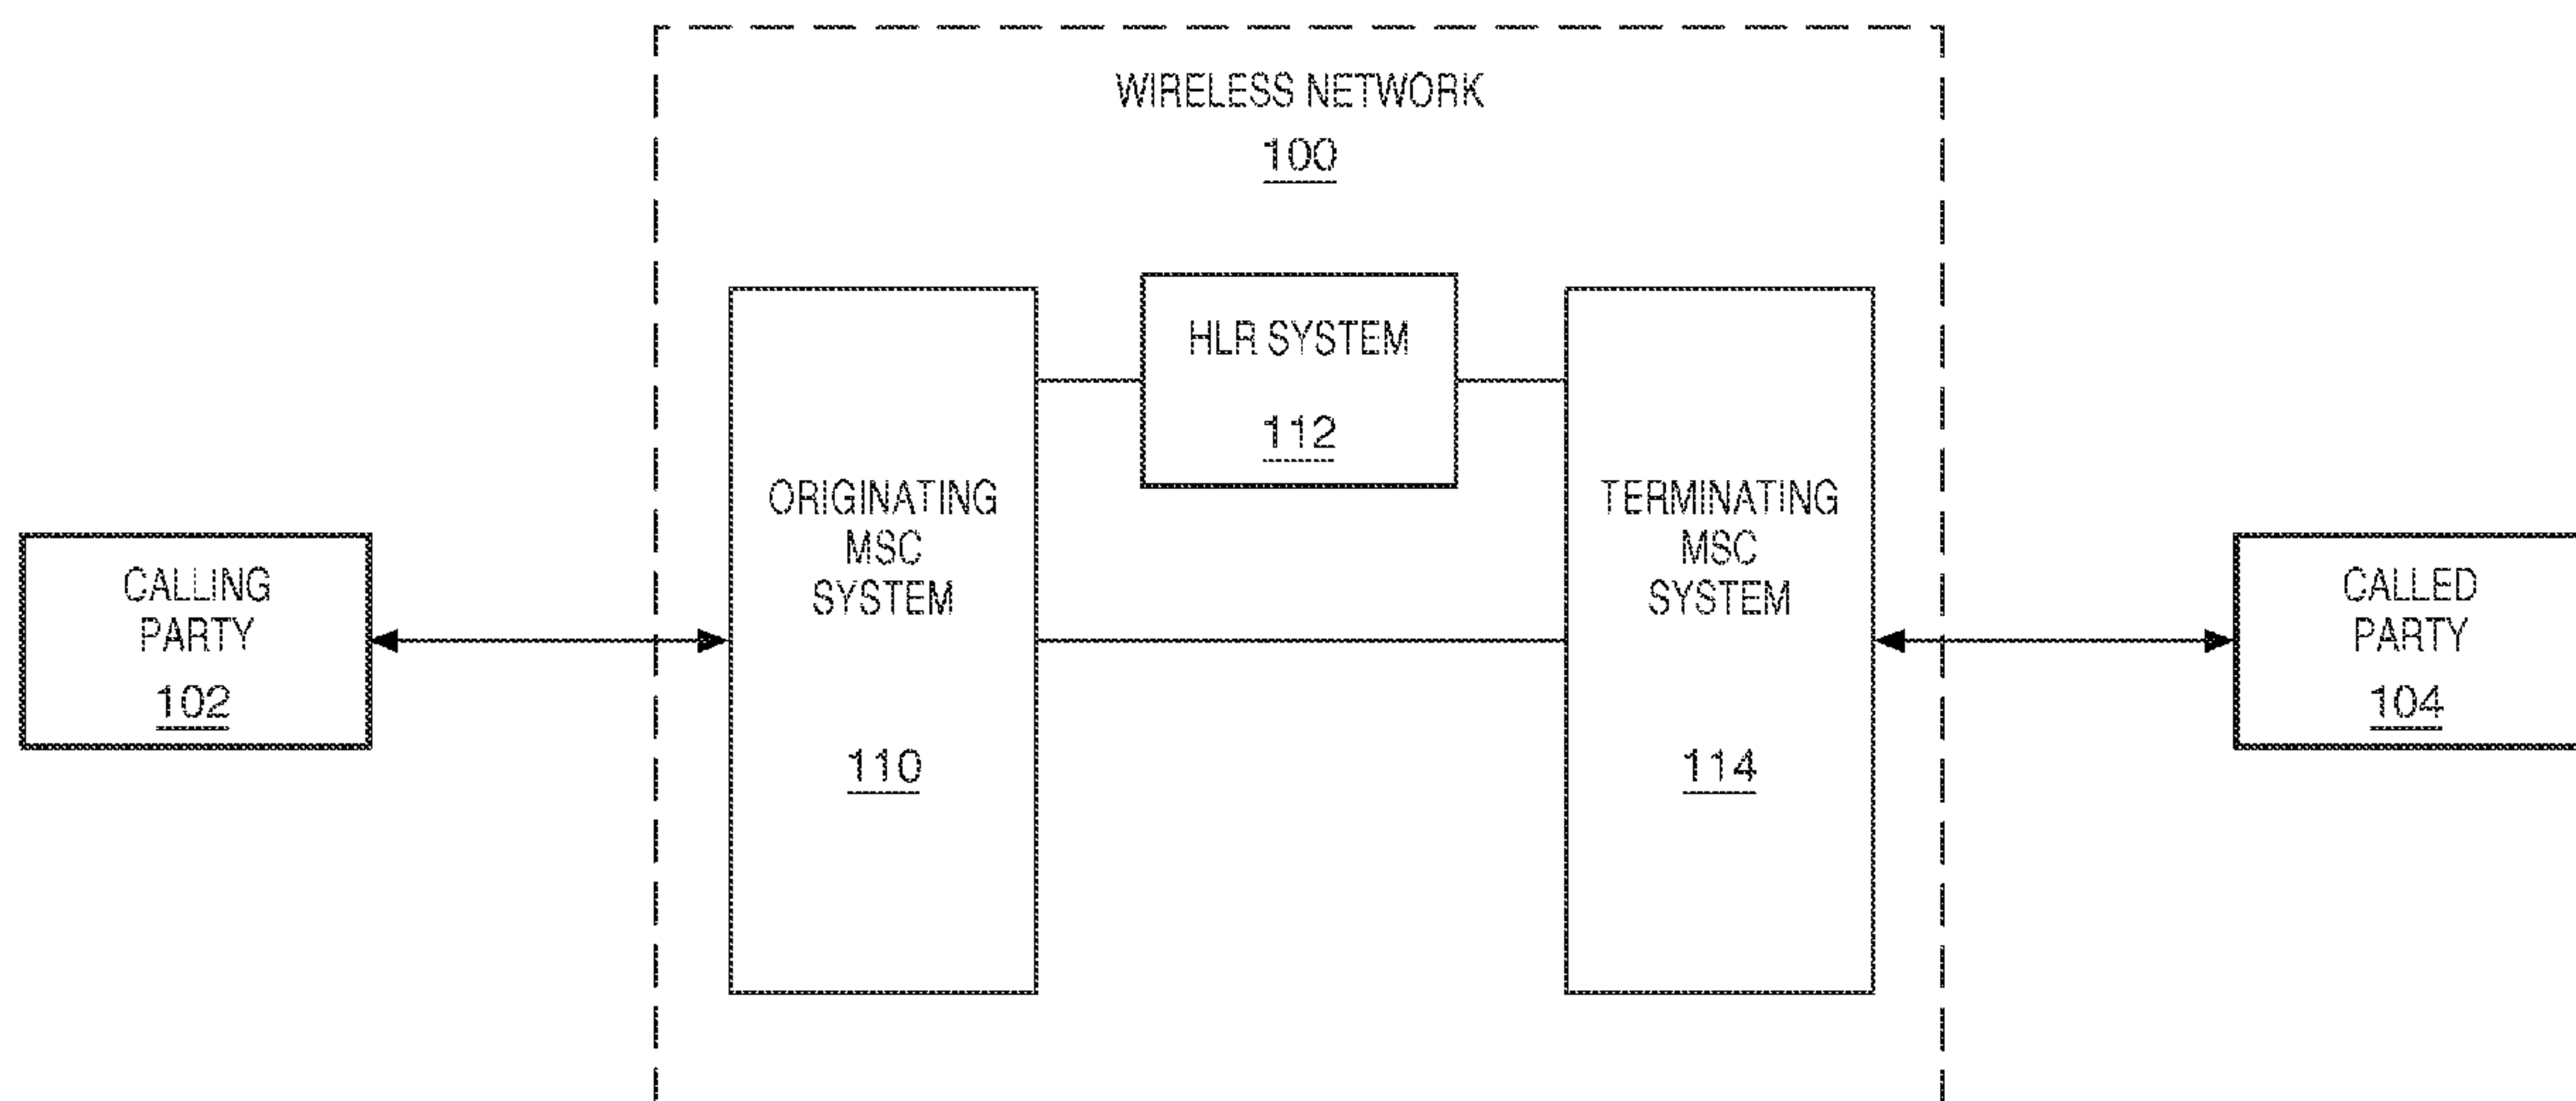 WIRELESS NETWORK
100
HLR SYSTEM
112
ORIGINATING
MSC
SYSTEM
110
TERMINATING
MSC
SYSTEM
114
CALLING
PARTY
102
CALLED
PARTY
104